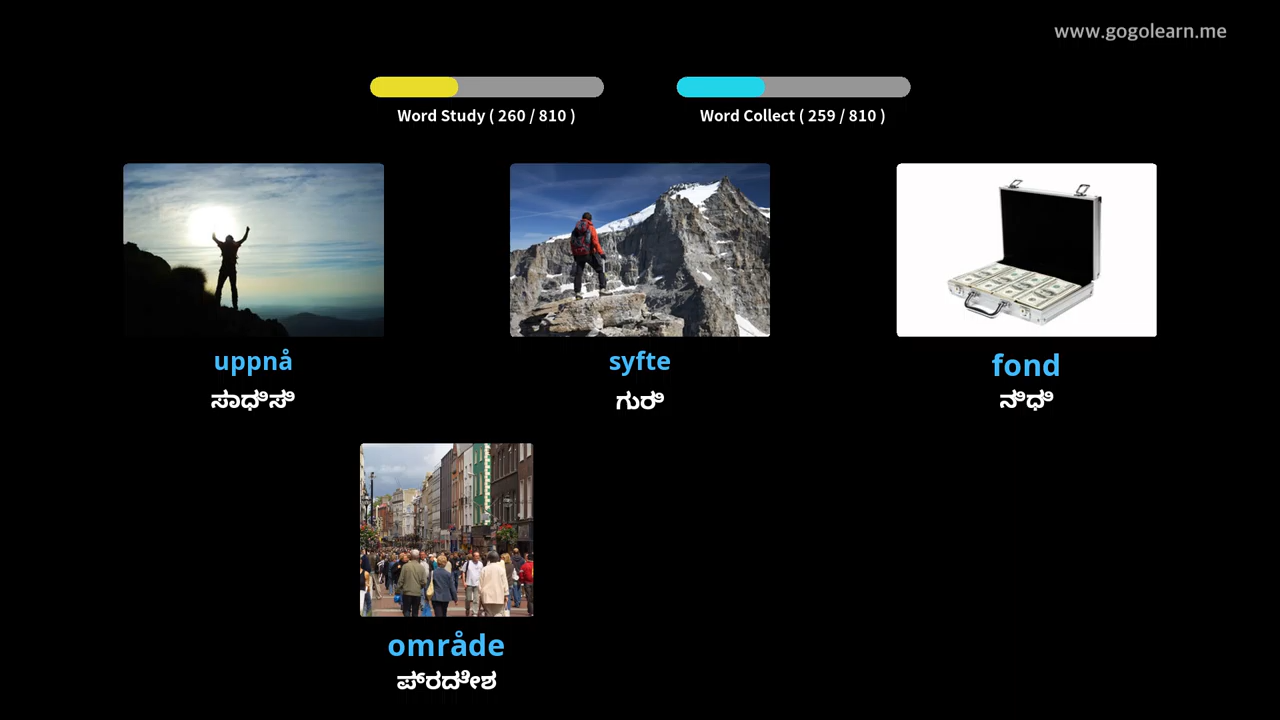 www.gogolearn.me
Word Study ( 260 / 810 )
Word Collect ( 259 / 810 )
uppnå
syfte
fond
ಸಾಧಿಸಿ
ಗುರಿ
ನಿಧಿ
område
ಪ್ರದೇಶ